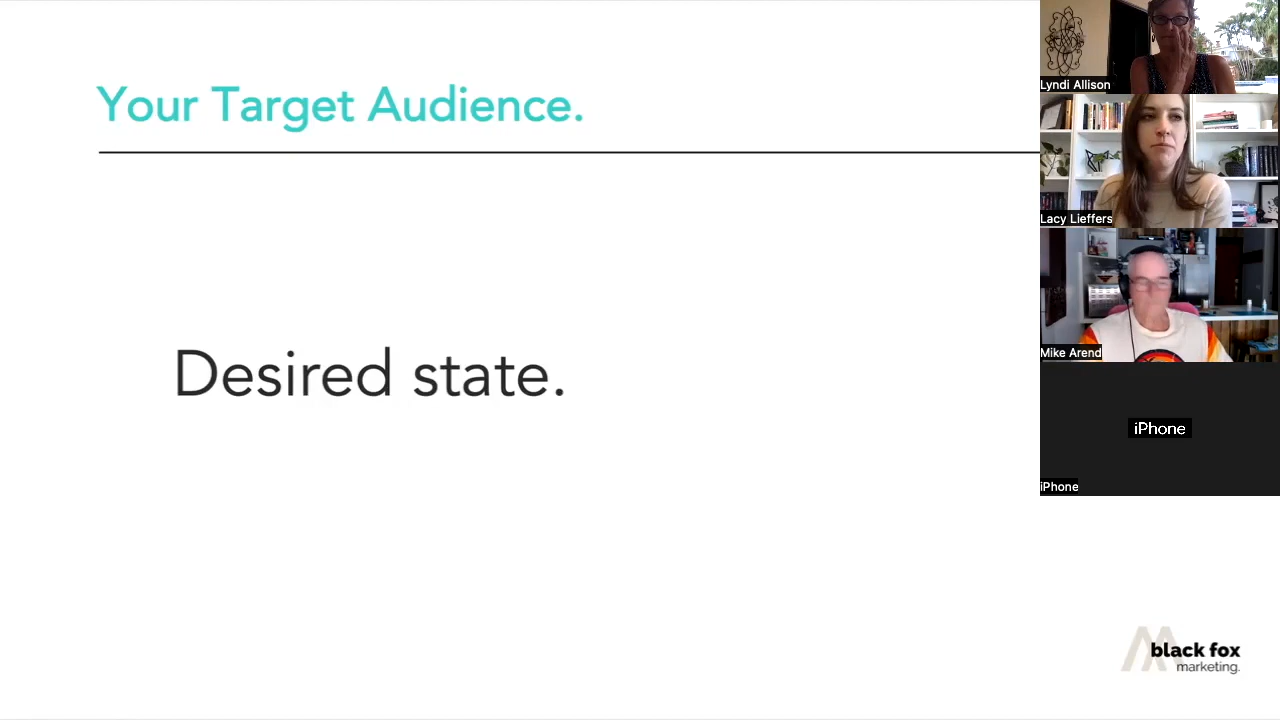 Your Target Audience.
Desired state.
Lyndi Allison
Lacy Lieffers
Mike Arend
iPhone
iPhone
black fox
marketing.